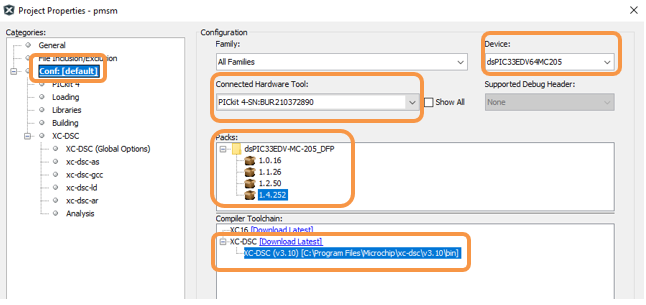 Project Properties - pmsm
Categories:
General
File Inclusion/Exclusion
Conf: [default]
PICkit 4
Loading
Libraries
Building
XC-DSC
XC-DSC (Global Options)
xc-dsc-as
xc-dsc-gcc
xc-dsc-ld
xc-dsc-ar
Analysis
Configuration
Family:
All Families
Device:
dsPIC33EDV64MC205
Connected Hardware Tool:
PICkit 4-SN:BUR210372890
Show All
Supported Debug Header:
None
Packs:
dsPIC33EDV-MC-205_DFP
1.0.16
1.1.26
1.2.50
1.4.252
Compiler Toolchain:
XC16 [Download Latest]
XC-DSC [Download Latest]
XC-DSC (v3.10) [C:\Program Files\Microchip\xc-dsc\v3.10\bin]